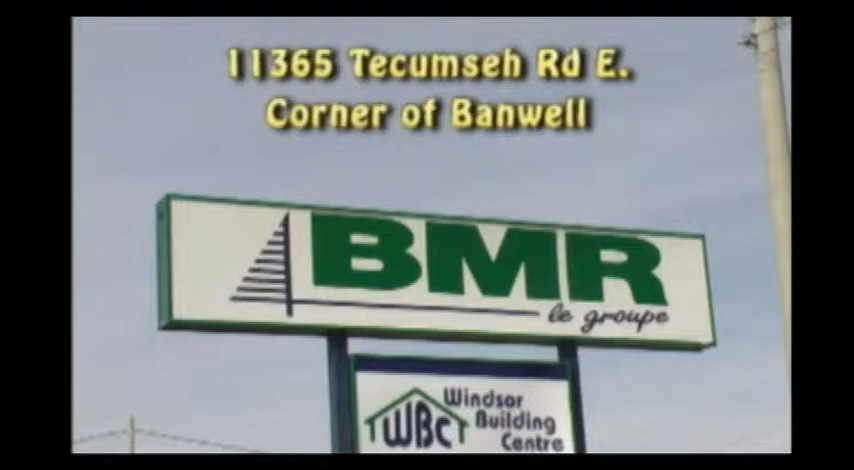 11365 Tecumseh Rd E.
Corner of Banwell
BMR
le groupe
WBC
Windsor
Building
Centre